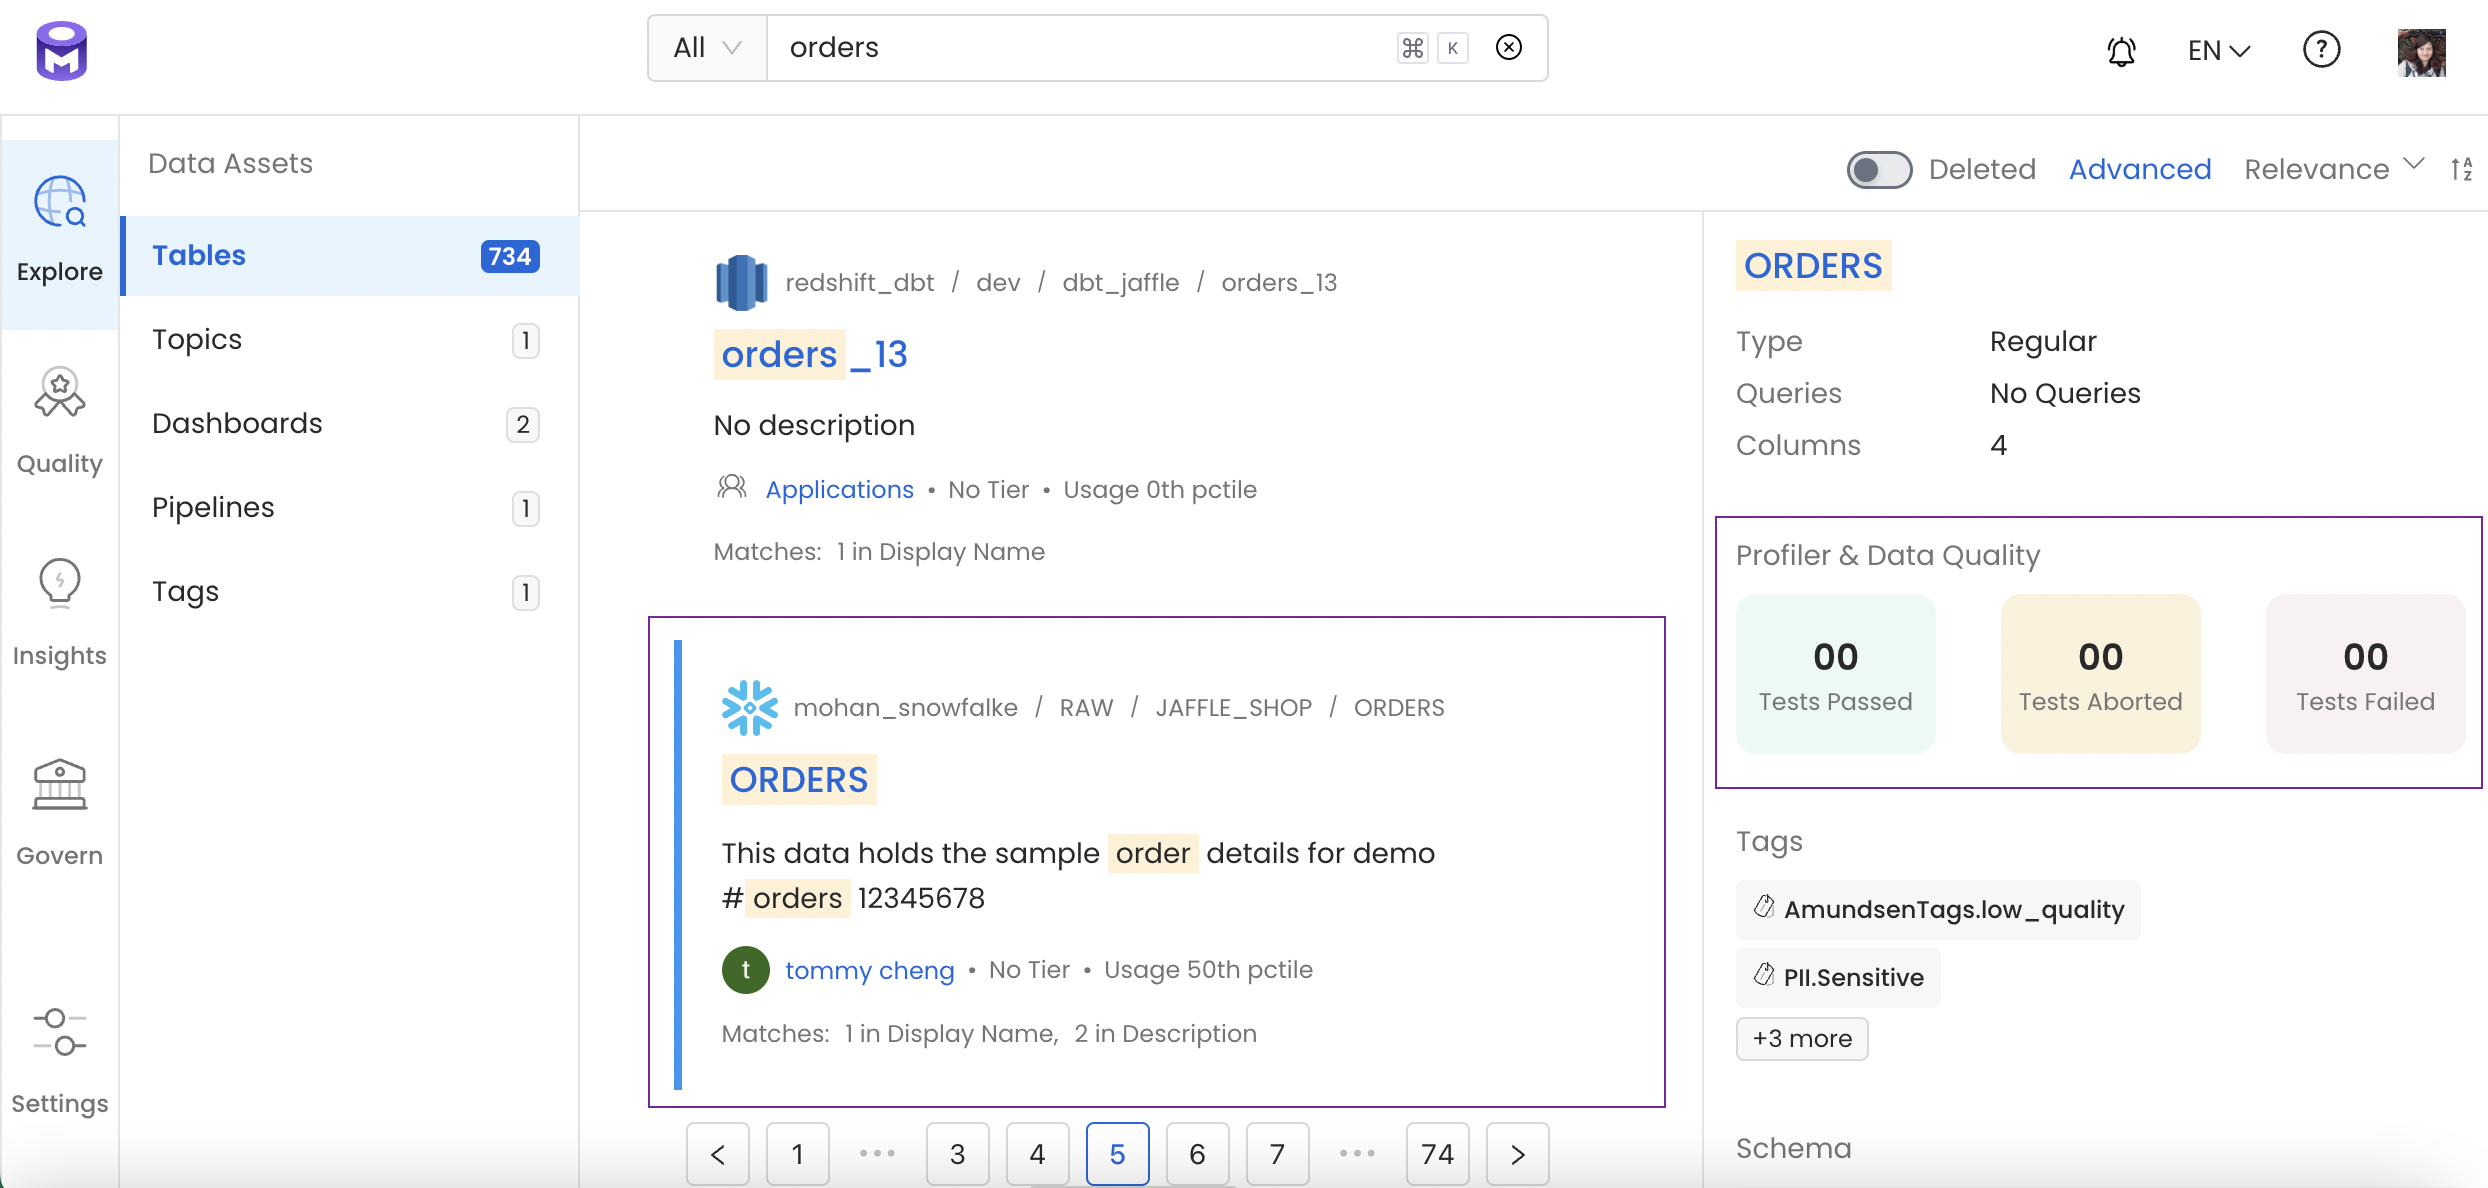 All
orders
⌘ K
EN
?
Explore
Quality
Insights
Govern
Settings
Data Assets
Tables 734
Topics 1
Dashboards 2
Pipelines 1
Tags 1
Deleted Advanced Relevance
redshift_dbt / dev / dbt_jaffle / orders_13
orders _13
No description
Applications • No Tier • Usage 0th pctile
Matches: 1 in Display Name
mohan_snowfalke / RAW / JAFFLE_SHOP / ORDERS
ORDERS
This data holds the sample order details for demo
# orders 12345678
t tommy cheng • No Tier • Usage 50th pctile
Matches: 1 in Display Name, 2 in Description
< 1 ••• 3 4 5 6 7 ••• 74 >
ORDERS
Type Regular
Queries No Queries
Columns 4
Profiler & Data Quality
00 00 00
Tests Passed Tests Aborted Tests Failed
Tags
AmundsenTags.low_quality
PII.Sensitive
+3 more
Schema